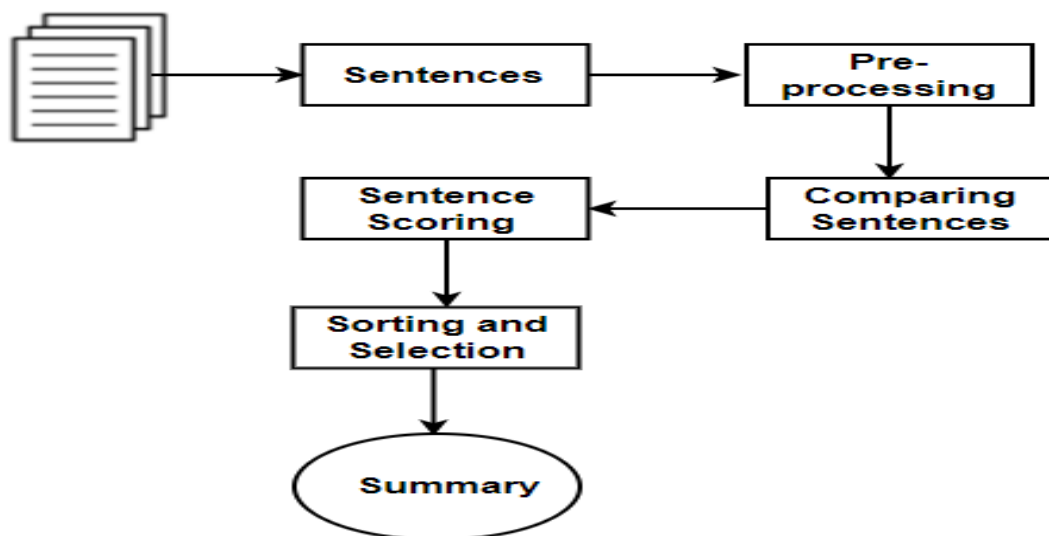 Sentences
Pre-
processing
Comparing
Sentences
Sentence
Scoring
Sorting and
Selection
Summary